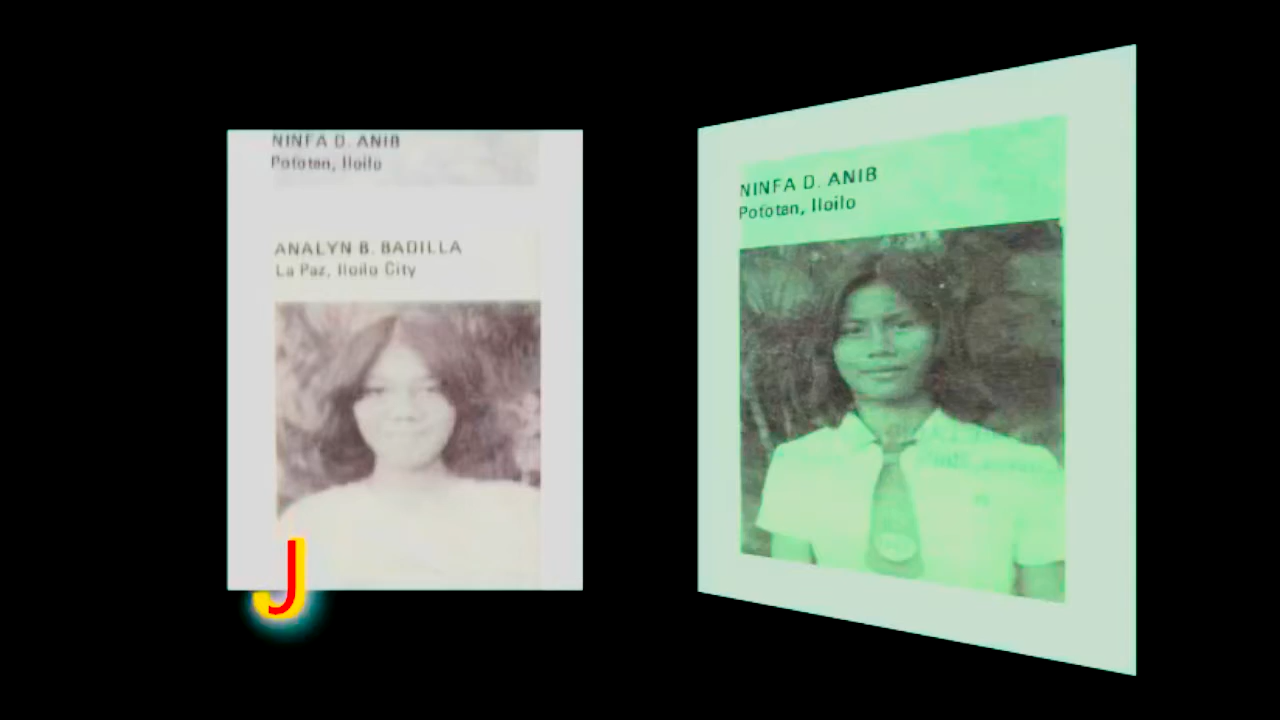 NINFA D. ANIB
Pototan, Iloilo
ANALYN B. BADILLA
La Paz, Iloilo City
J
NINFA D. ANIB
Pototan, Iloilo